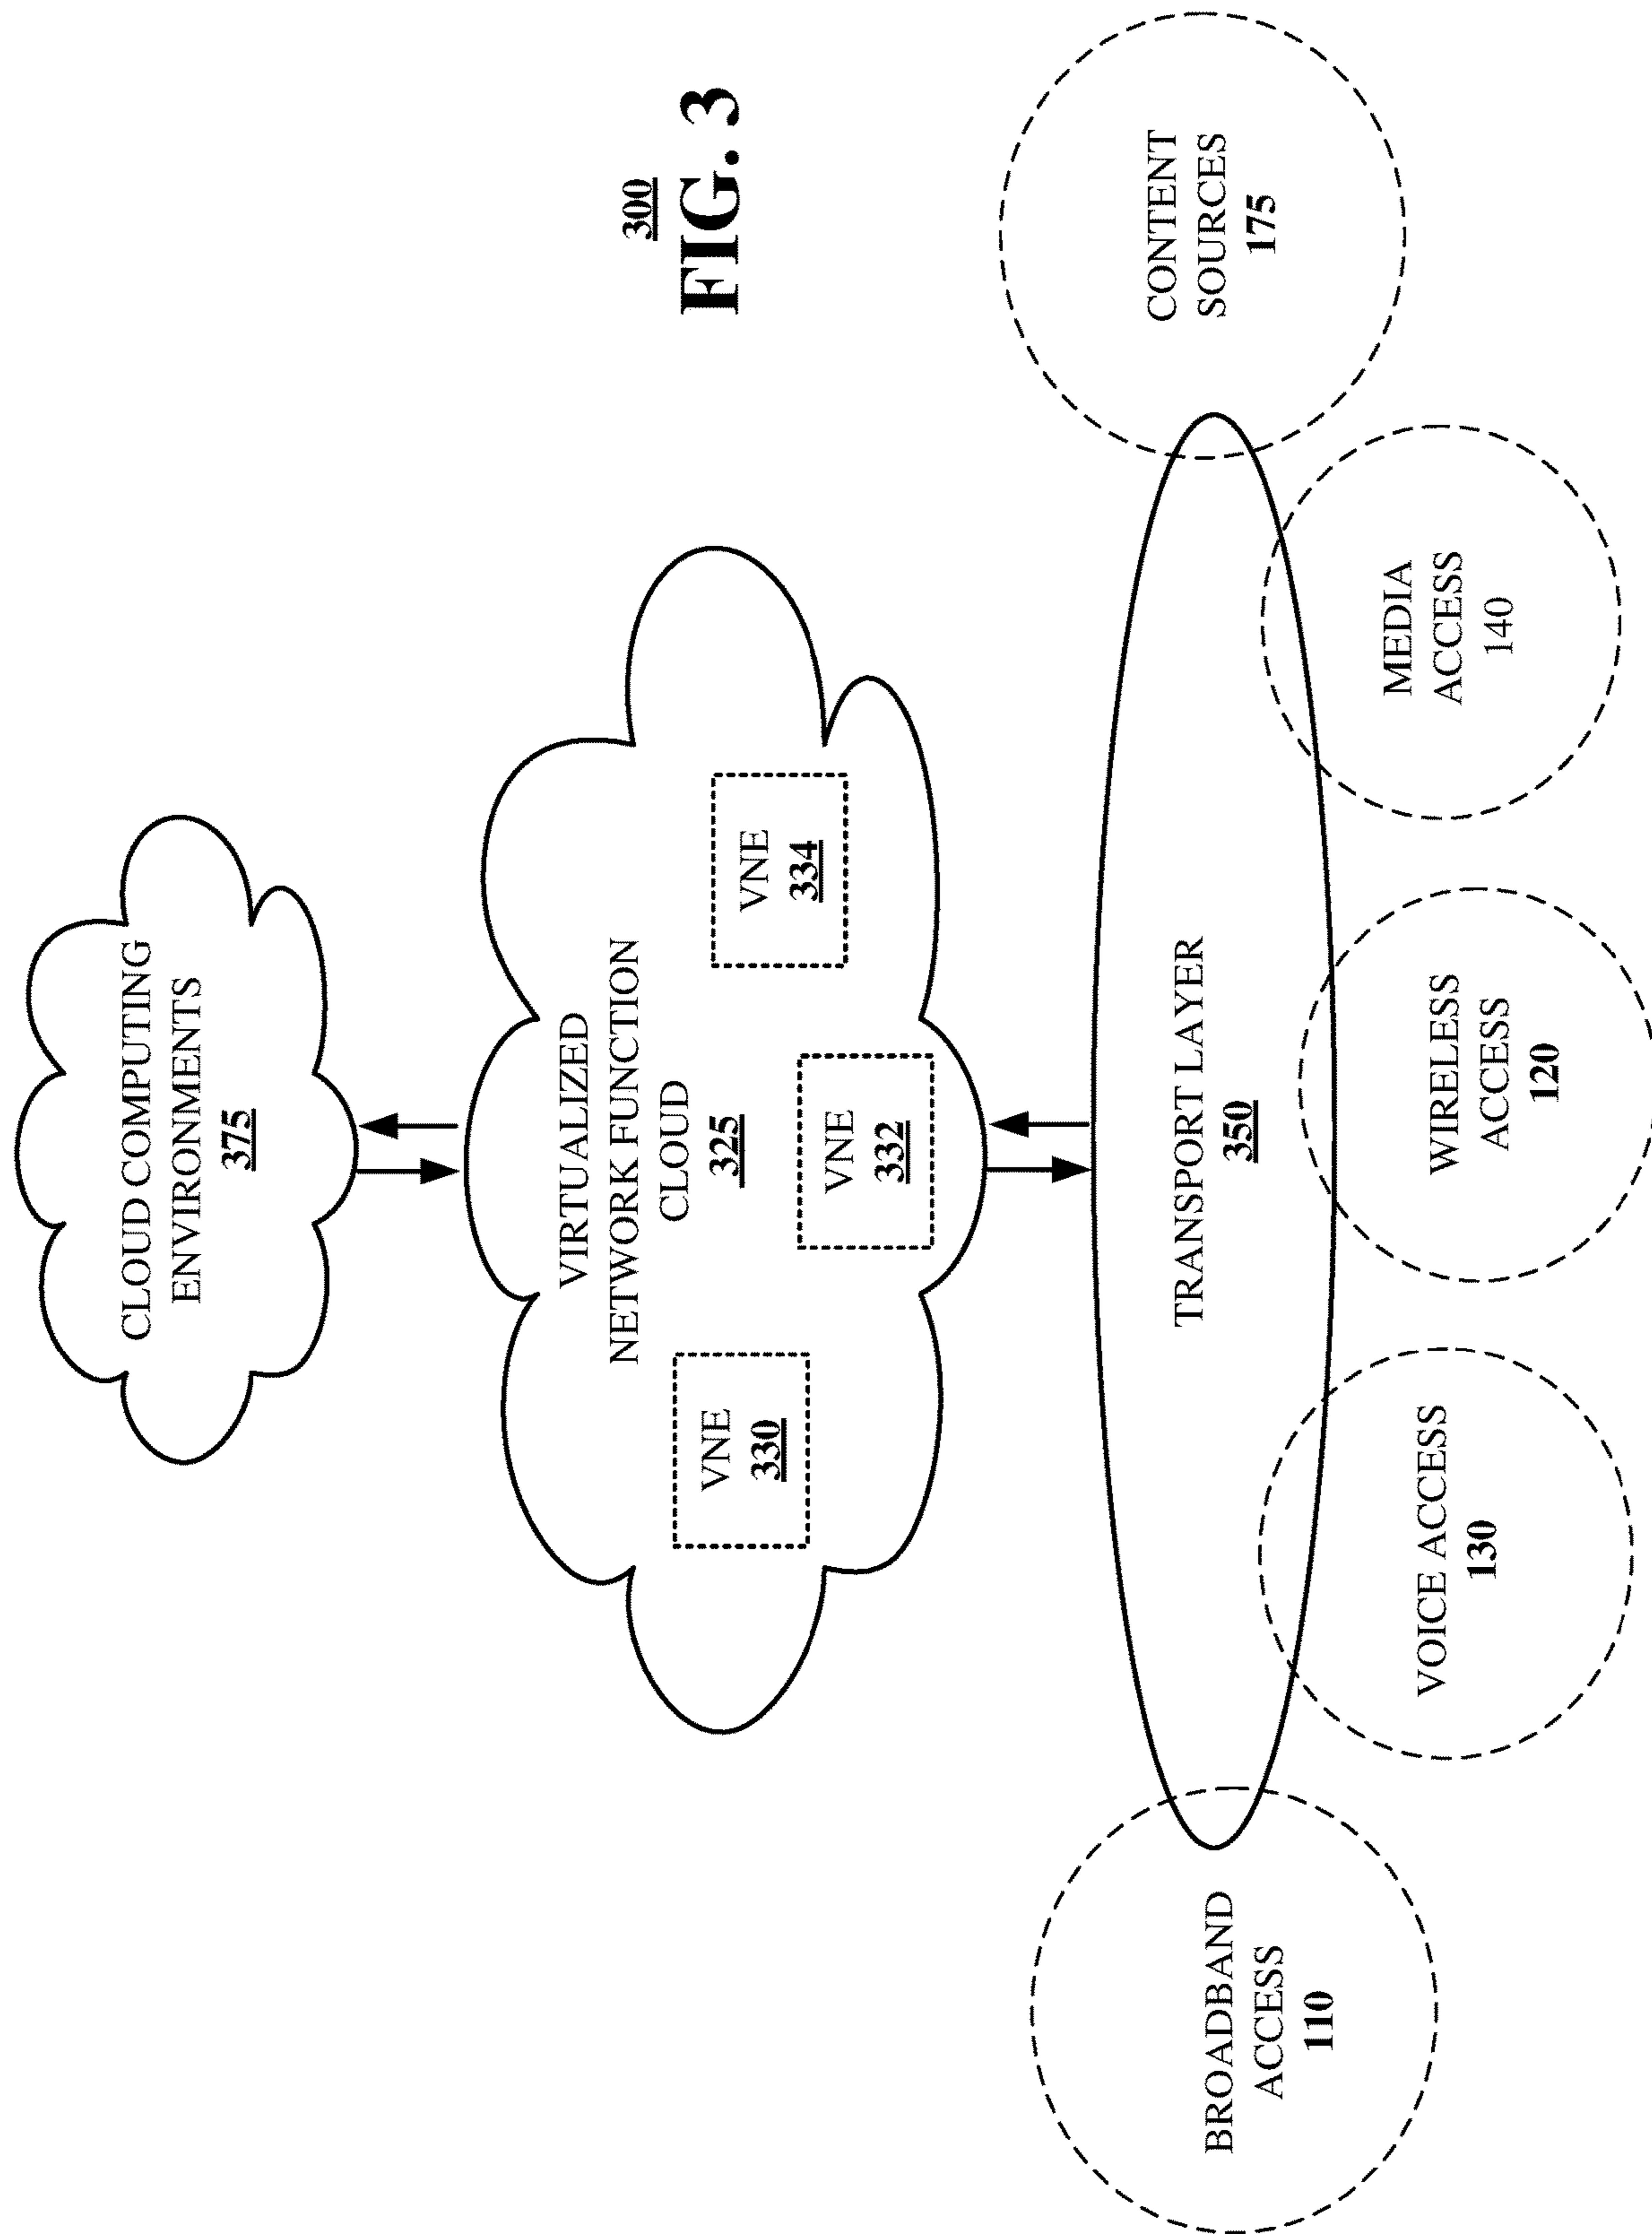 CLOUD COMPUTING
ENVIRONMENTS
375
VIRTUALIZED
NETWORK FUNCTION
CLOUD
325
VNE
330
VNE
332
VNE
334
300
FIG. 3
TRANSPORT LAYER
350
BROADBAND
ACCESS
110
VOICE ACCESS
130
WIRELESS
ACCESS
120
MEDIA
ACCESS
140
CONTENT
SOURCES
175